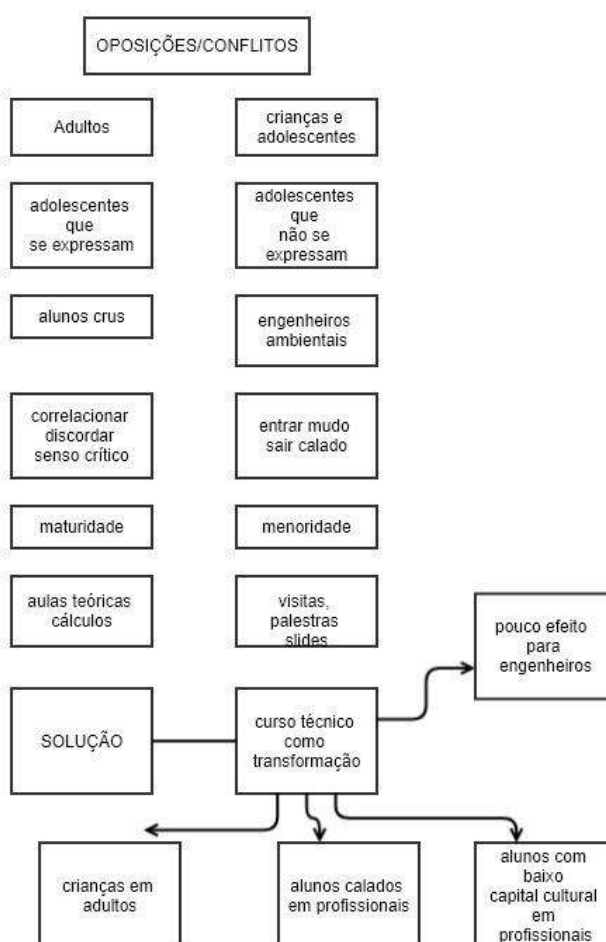 OPOSIÇÕES/CONFLITOS
Adultos
crianças e
adolescentes
adolescentes
que
se expressam
adolescentes
que
não se
expressam
alunos crus
engenheiros
ambientais
correlacionar
discordar
senso crítico
entrar mudo
sair calado
maturidade
menoridade
aulas teóricas
cálculos
visitas,
palestras
slides
pouco efeito
para
engenheiros
SOLUÇÃO
curso técnico
como
transformação
crianças em
adultos
alunos calados
em profissionais
alunos com
baixo
capital cultural
em
profissionais